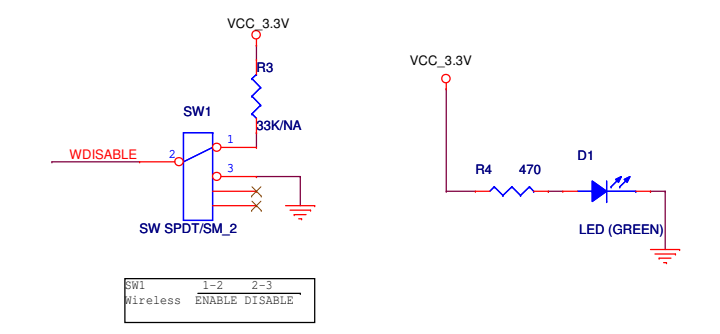 VCC_3.3V
R3
33K/NA
SW1
1
2
3
WDISABLE
SW SPDT/SM_2
VCC_3.3V
R4 470
D1
LED (GREEN)
SW1 1-2 2-3
Wireless ENABLE DISABLE